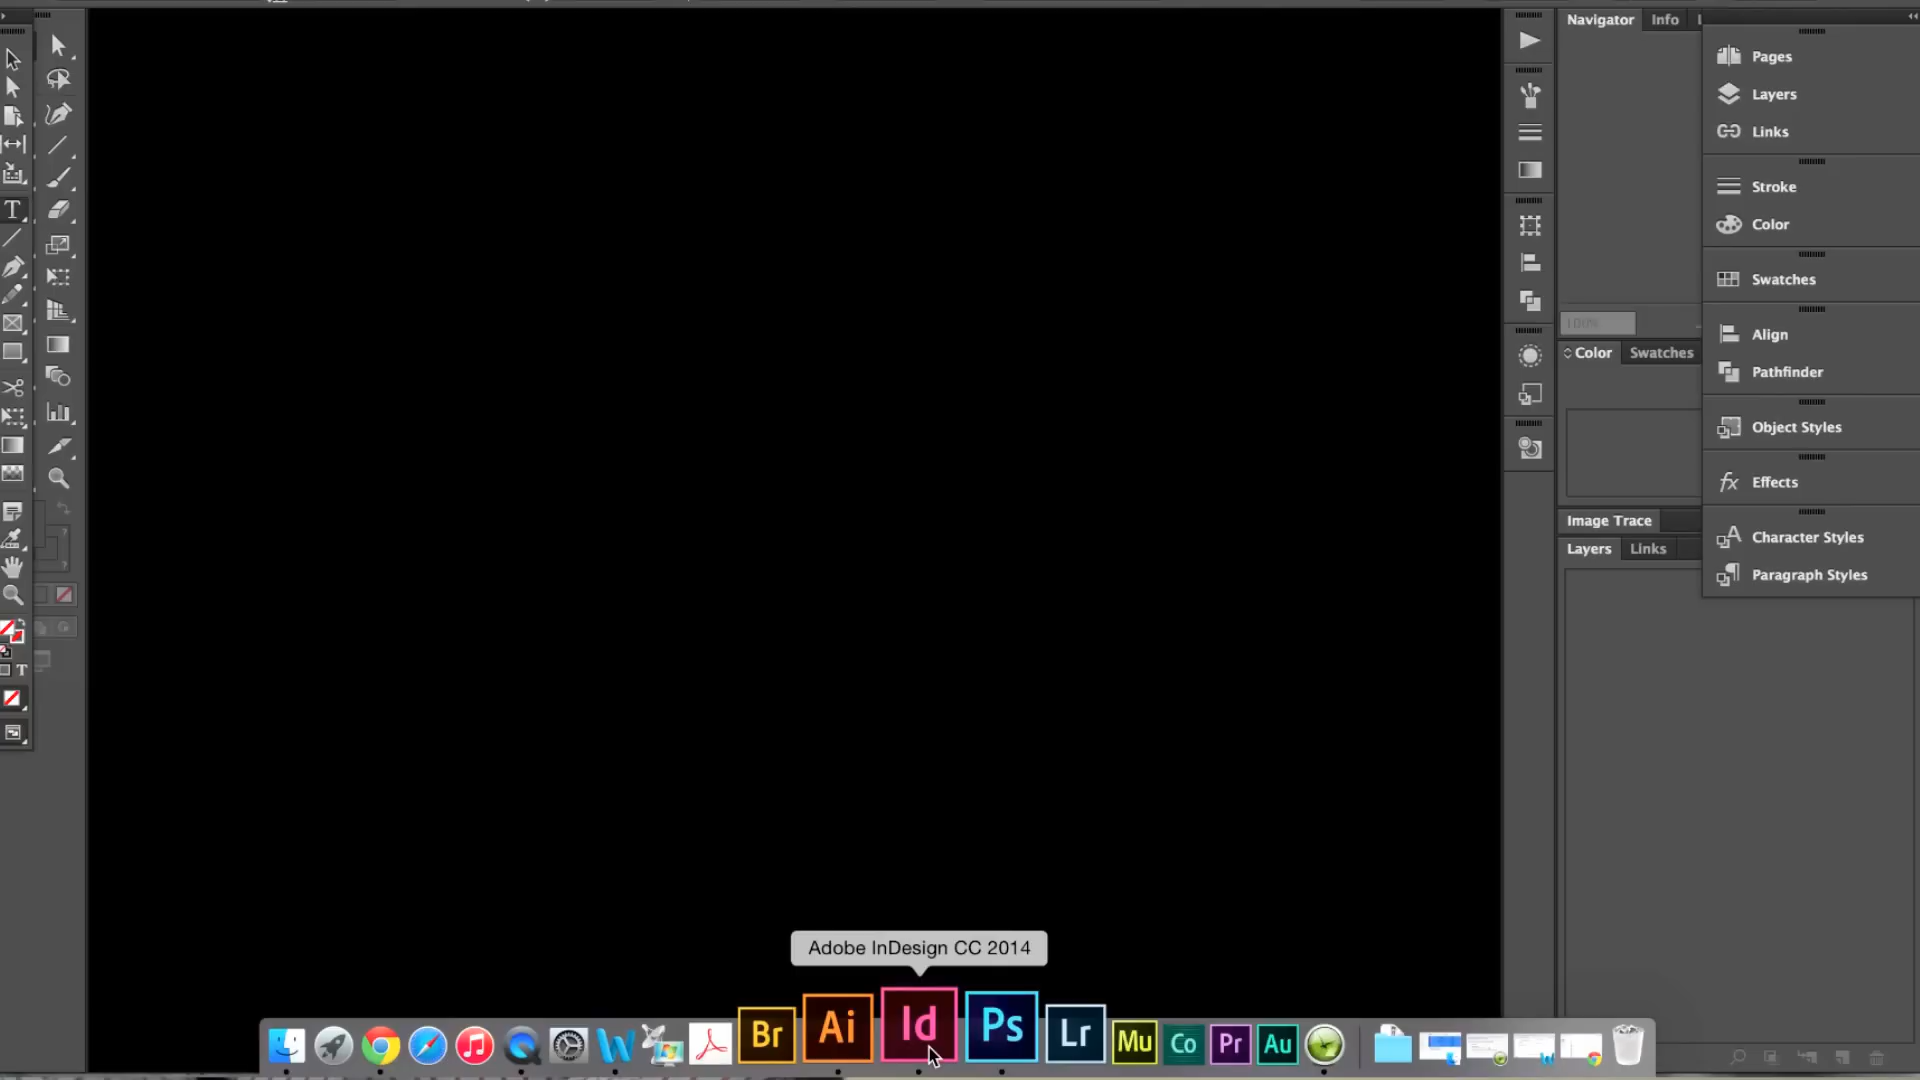 Navigator Info
Pages
Layers
Links
Stroke
Color
Swatches
100%
Align
Color Swatches
Pathfinder
Object Styles
Effects
Image Trace
Character Styles
Layers Links
Paragraph Styles
T
T
Adobe InDesign CC 2014
Br Ai Id Ps Lr Mu Co Pr Au